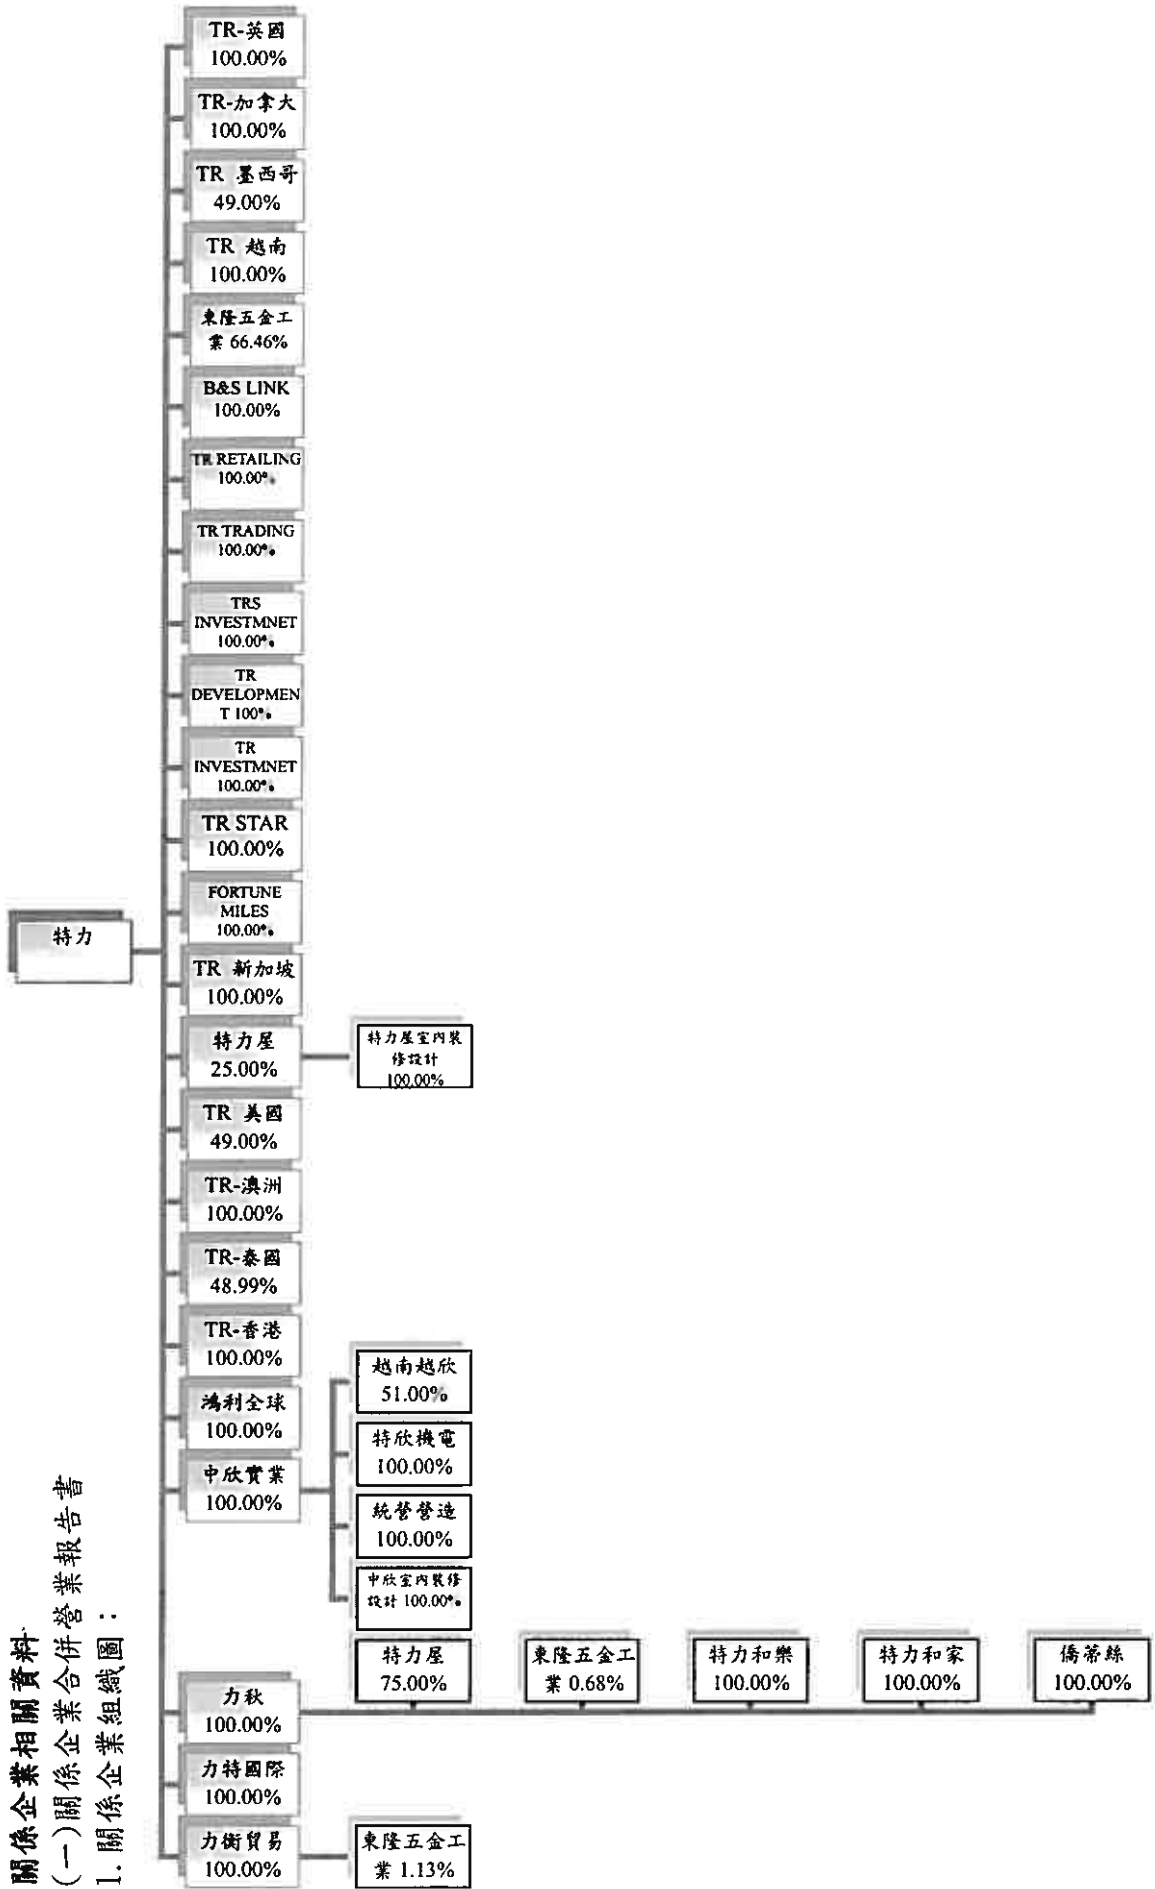 關係企業相關資料
(一)關係企業合併營業報告書
1. 關係企業組織圖：
特力
TR-英國
100.00%
TR-加拿大
100.00%
TR 墨西哥
49.00%
TR 越南
100.00%
東隆五金工
業 66.46%
B&S LINK
100.00%
TR RETAILING
100.00%
TR TRADING
100.00%
TRS
INVESTMNET
100.00%
TR
DEVELOPMEN
T 100%
TR
INVESTMNET
100.00%
TR STAR
100.00%
FORTUNE
MILES
100.00%
TR 新加坡
100.00%
特力屋
25.00%
特力屋室內裝
修設計
100.00%
TR 美國
49.00%
TR-澳洲
100.00%
TR-泰國
48.99%
TR-香港
100.00%
鴻利全球
100.00%
中欣實業
100.00%
越南越欣
51.00%
特欣機電
100.00%
統營營造
100.00%
中欣室內裝修
設計 100.00%
力秋
100.00%
特力屋
75.00%
東隆五金工
業 0.68%
特力和樂
100.00%
特力和家
100.00%
僑蒂絲
100.00%
力特國際
100.00%
力衡貿易
100.00%
東隆五金工
業 1.13%